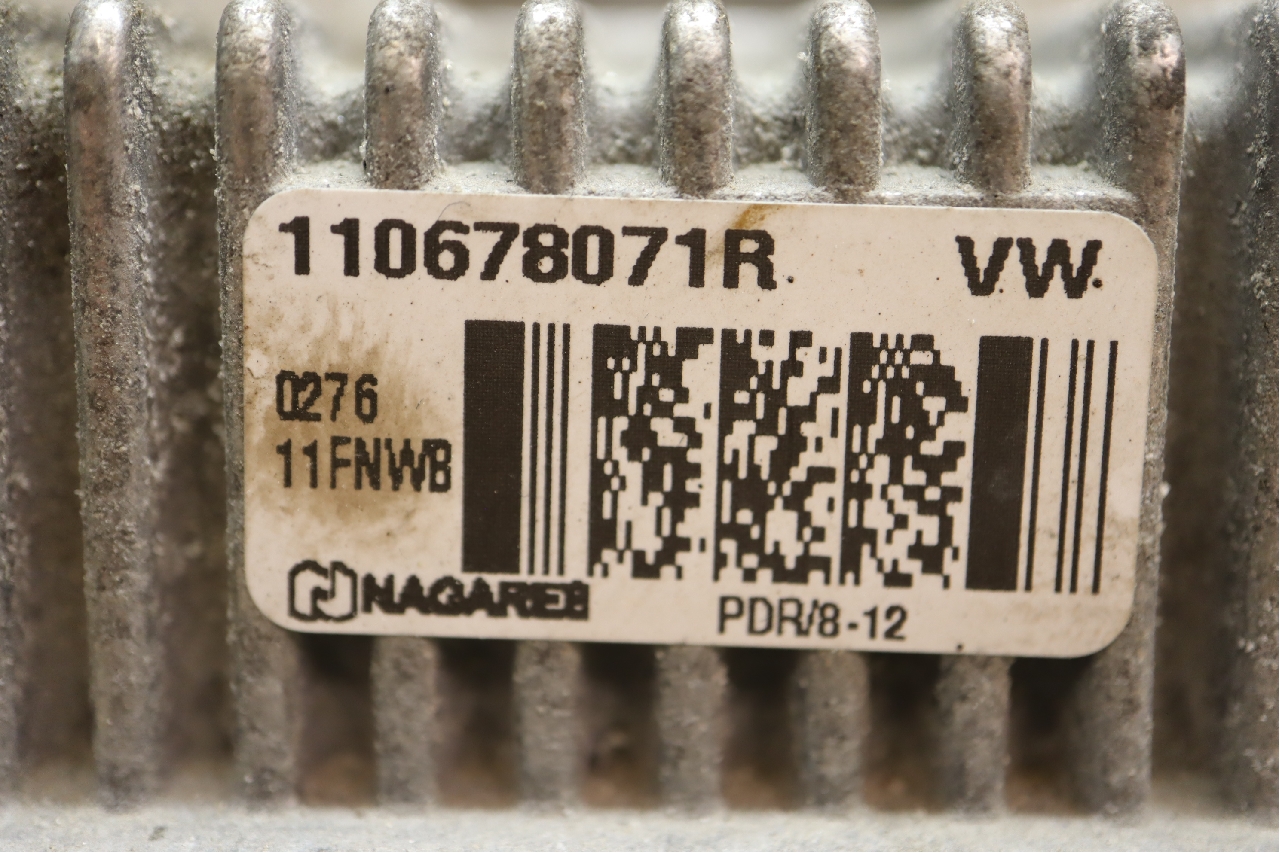 110678071R VW
0276
11FNWB
NAGARES
PDR/8-12